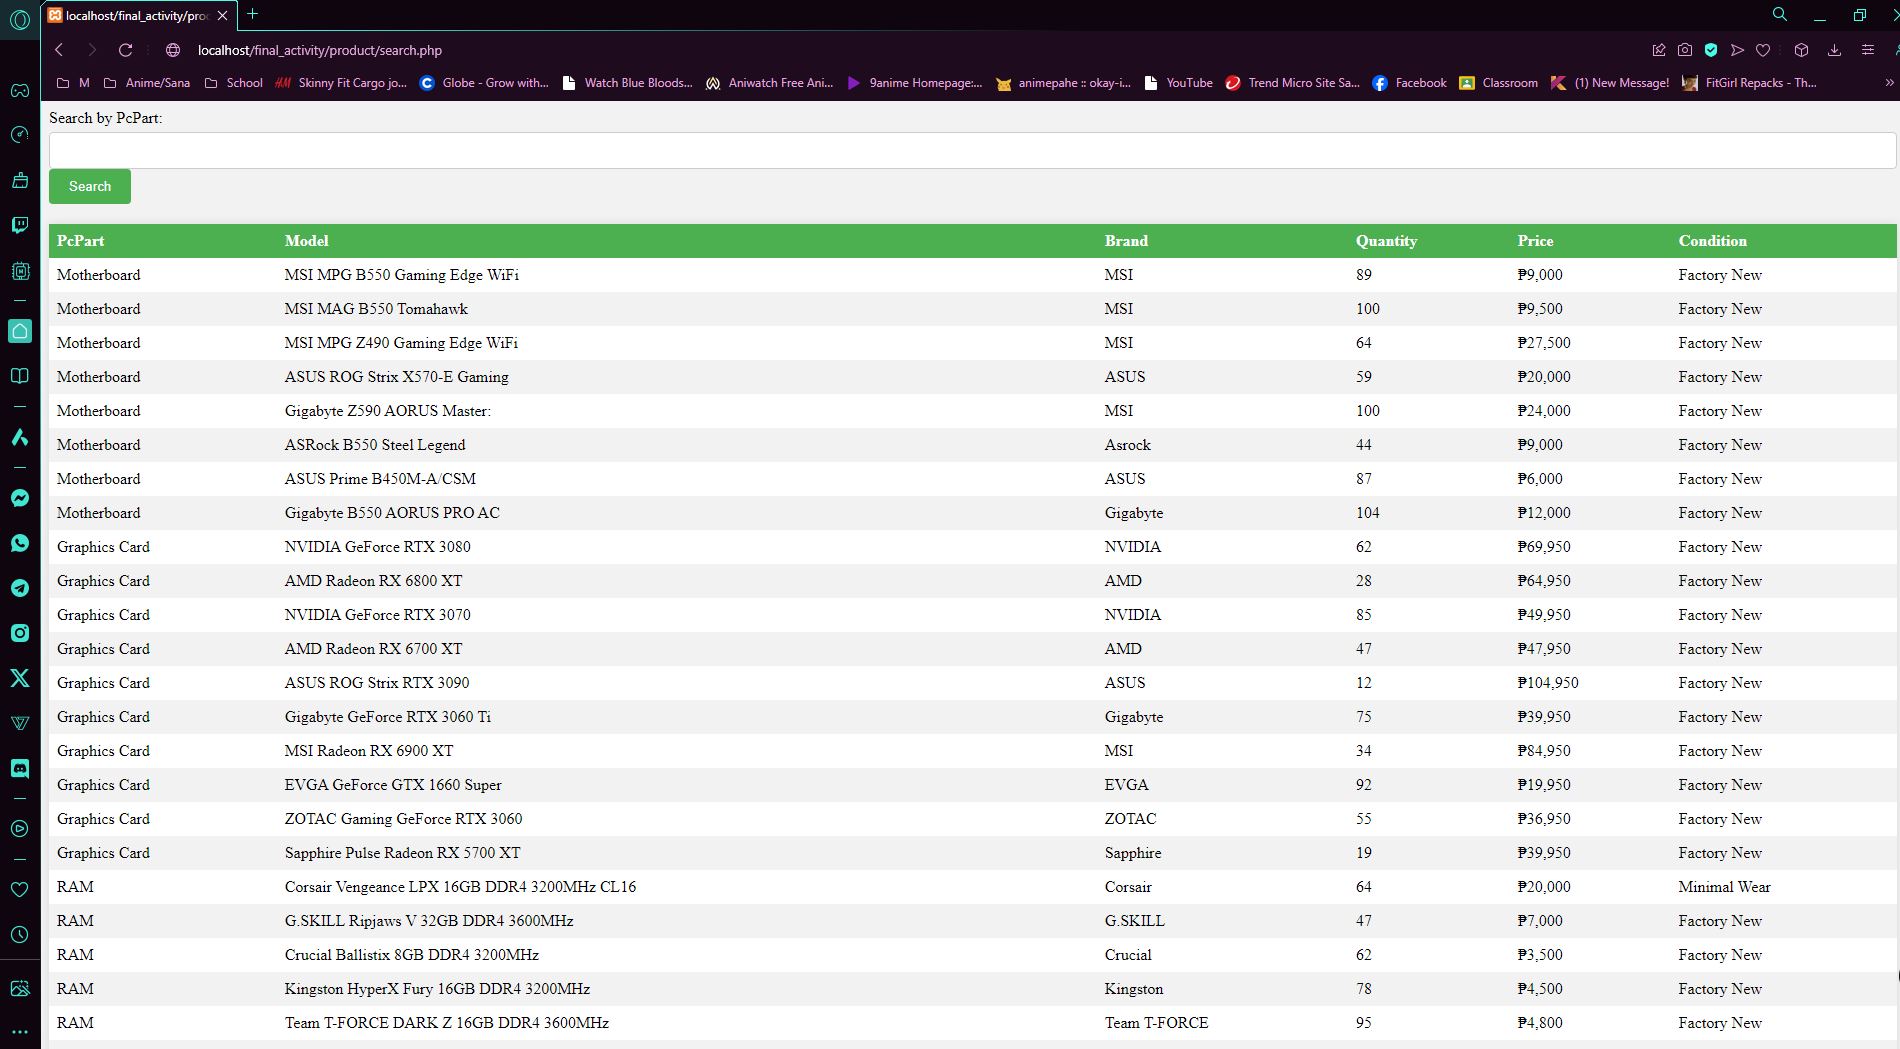 localhost/final_activity/proc
localhost/final_activity/product/search.php
M Anime/Sana School H&M Skinny Fit Cargo jo... Globe - Grow with... Watch Blue Bloods... Aniwatch Free Ani... 9anime Homepage:... animepahe :: okay-i... YouTube Trend Micro Site Sa... Facebook Classroom (1) New Message! FitGirl Repacks - Th...
Search by PcPart:
Search
PcPart Model Brand Quantity Price Condition
Motherboard MSI MPG B550 Gaming Edge WiFi MSI 89 ₱9,000 Factory New
Motherboard MSI MAG B550 Tomahawk MSI 100 ₱9,500 Factory New
Motherboard MSI MPG Z490 Gaming Edge WiFi MSI 64 ₱27,500 Factory New
Motherboard ASUS ROG Strix X570-E Gaming ASUS 59 ₱20,000 Factory New
Motherboard Gigabyte Z590 AORUS Master: MSI 100 ₱24,000 Factory New
Motherboard ASRock B550 Steel Legend Asrock 44 ₱9,000 Factory New
Motherboard ASUS Prime B450M-A/CSM ASUS 87 ₱6,000 Factory New
Motherboard Gigabyte B550 AORUS PRO AC Gigabyte 104 ₱12,000 Factory New
Graphics Card NVIDIA GeForce RTX 3080 NVIDIA 62 ₱69,950 Factory New
Graphics Card AMD Radeon RX 6800 XT AMD 28 ₱64,950 Factory New
Graphics Card NVIDIA GeForce RTX 3070 NVIDIA 85 ₱49,950 Factory New
Graphics Card AMD Radeon RX 6700 XT AMD 47 ₱47,950 Factory New
Graphics Card ASUS ROG Strix RTX 3090 ASUS 12 ₱104,950 Factory New
Graphics Card Gigabyte GeForce RTX 3060 Ti Gigabyte 75 ₱39,950 Factory New
Graphics Card MSI Radeon RX 6900 XT MSI 34 ₱84,950 Factory New
Graphics Card EVGA GeForce GTX 1660 Super EVGA 92 ₱19,950 Factory New
Graphics Card ZOTAC Gaming GeForce RTX 3060 ZOTAC 55 ₱36,950 Factory New
Graphics Card Sapphire Pulse Radeon RX 5700 XT Sapphire 19 ₱39,950 Factory New
RAM Corsair Vengeance LPX 16GB DDR4 3200MHz CL16 Corsair 64 ₱20,000 Minimal Wear
RAM G.SKILL Ripjaws V 32GB DDR4 3600MHz G.SKILL 47 ₱7,000 Factory New
RAM Crucial Ballistix 8GB DDR4 3200MHz Crucial 62 ₱3,500 Factory New
RAM Kingston HyperX Fury 16GB DDR4 3200MHz Kingston 78 ₱4,500 Factory New
RAM Team T-FORCE DARK Z 16GB DDR4 3600MHz Team T-FORCE 95 ₱4,800 Factory New